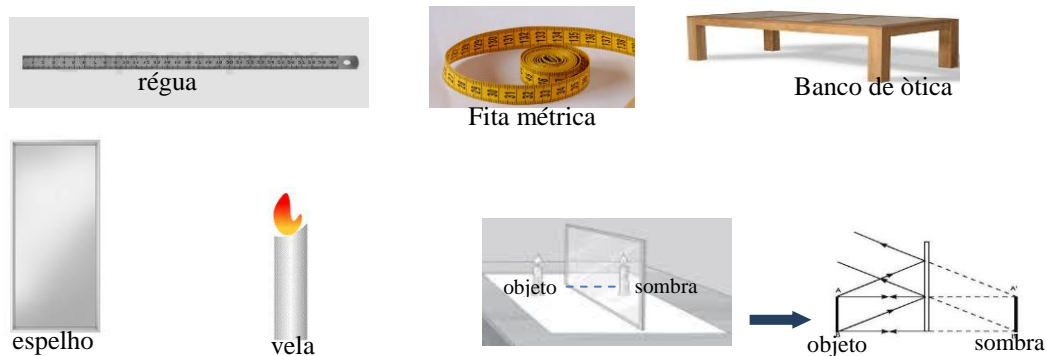 régua
Fita métrica
Banco de òtica
espelho
vela
objeto
sombra
A
A'
objeto
sombra